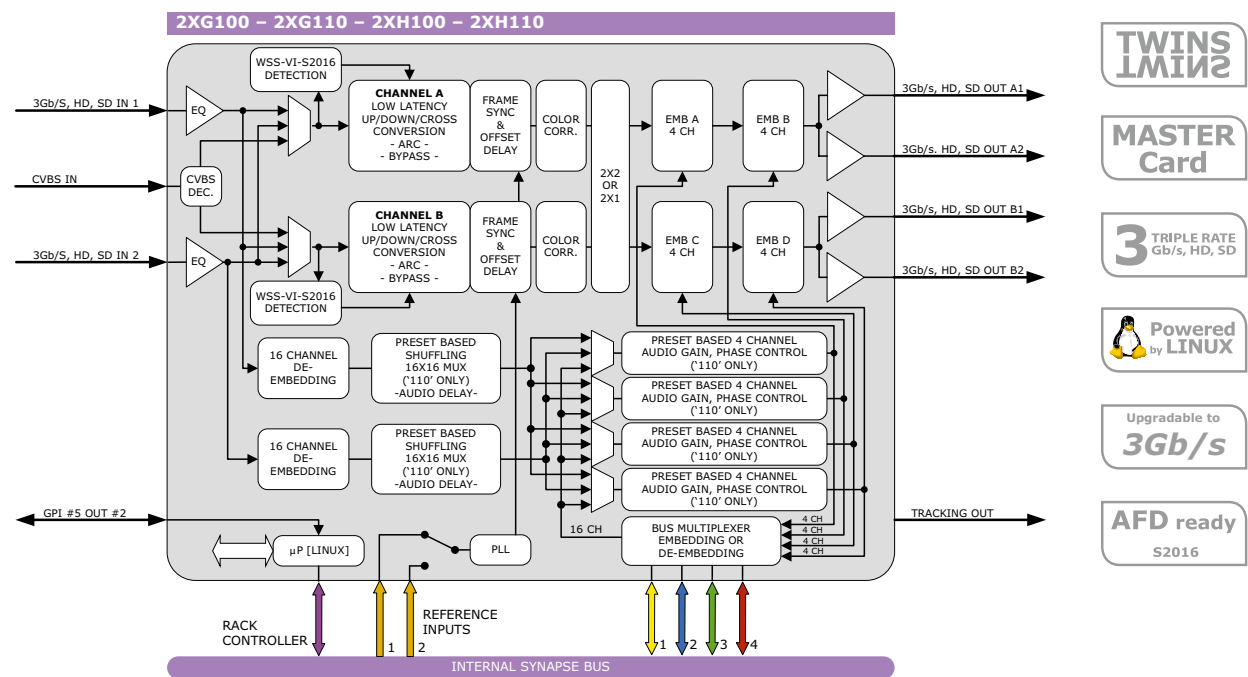 2XG100 – 2XG110 – 2XH100 – 2XH110
3Gb/S, HD, SD IN 1
CVBS IN
3Gb/S, HD, SD IN 2
GPI #5 OUT #2
EQ
EQ
CVBS
DEC.
WSS-VI-S2016
DETECTION
CHANNEL A
LOW LATENCY
UP/DOWN/CROSS
CONVERSION
- ARC -
- BYPASS -
FRAME
SYNC
&
OFFSET
DELAY
COLOR
CORR.
CHANNEL B
LOW LATENCY
UP/DOWN/CROSS
CONVERSION
- ARC -
- BYPASS -
FRAME
SYNC
&
OFFSET
DELAY
COLOR
CORR.
WSS-VI-S2016
DETECTION
2X2
OR
2X1
EMB A
4 CH
EMB B
4 CH
EMB C
4 CH
EMB D
4 CH
3Gb/s, HD, SD OUT A1
3Gb/s. HD, SD OUT A2
3Gb/s, HD, SD OUT B1
3Gb/s, HD, SD OUT B2
16 CHANNEL
DE-
EMBEDDING
PRESET BASED
SHUFFLING
16X16 MUX
('110' ONLY)
-AUDIO DELAY-
16 CHANNEL
DE-
EMBEDDING
PRESET BASED
SHUFFLING
16X16 MUX
('110' ONLY)
-AUDIO DELAY-
PRESET BASED 4 CHANNEL
AUDIO GAIN, PHASE CONTROL
('110' ONLY)
PRESET BASED 4 CHANNEL
AUDIO GAIN, PHASE CONTROL
('110' ONLY)
PRESET BASED 4 CHANNEL
AUDIO GAIN, PHASE CONTROL
('110' ONLY)
PRESET BASED 4 CHANNEL
AUDIO GAIN, PHASE CONTROL
('110' ONLY)
16 CH
BUS MULTIPLEXER
EMBEDDING OR
DE-EMBEDDING
4 CH
4 CH
4 CH
4 CH
TRACKING OUT
µP [LINUX]
PLL
RACK
CONTROLLER
1
2
REFERENCE
INPUTS
1
2
3
4
INTERNAL SYNAPSE BUS
TWINS
TWINS
MASTER
Card
3 TRIPLE RATE
Gb/s, HD, SD
Powered
by LINUX
Upgradable to
3Gb/s
AFD ready
S2016